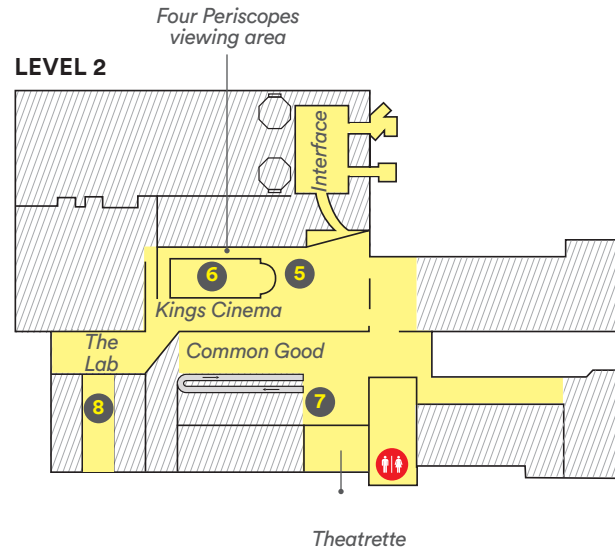 Four Periscopes
viewing area
LEVEL 2
Interface
6
5
Kings Cinema
The
Lab
Common Good
8
7
Theatrette